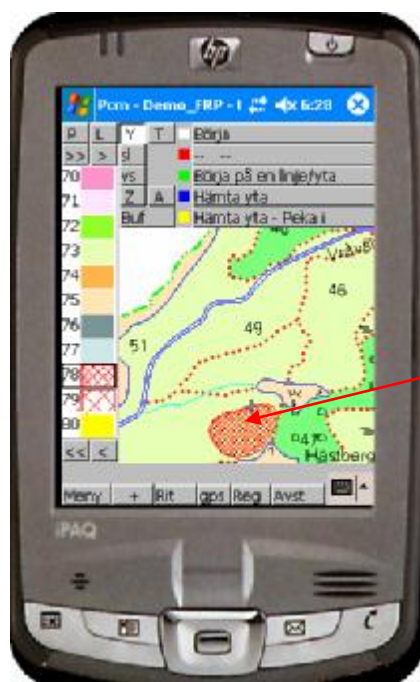 hp
Pcm - Demo_FRP - I 6:28
P L Y T Börja
>> > sl -- --
70 ys Börja på en linje/yta
71 Z A Hämta yta
72 Buf Hämta yta - Peka i
73
74 46
75
76 49
77 51
78
79
80 47
<< < Hästberg
Meny + Rit gps Reg Avst
iPAQ